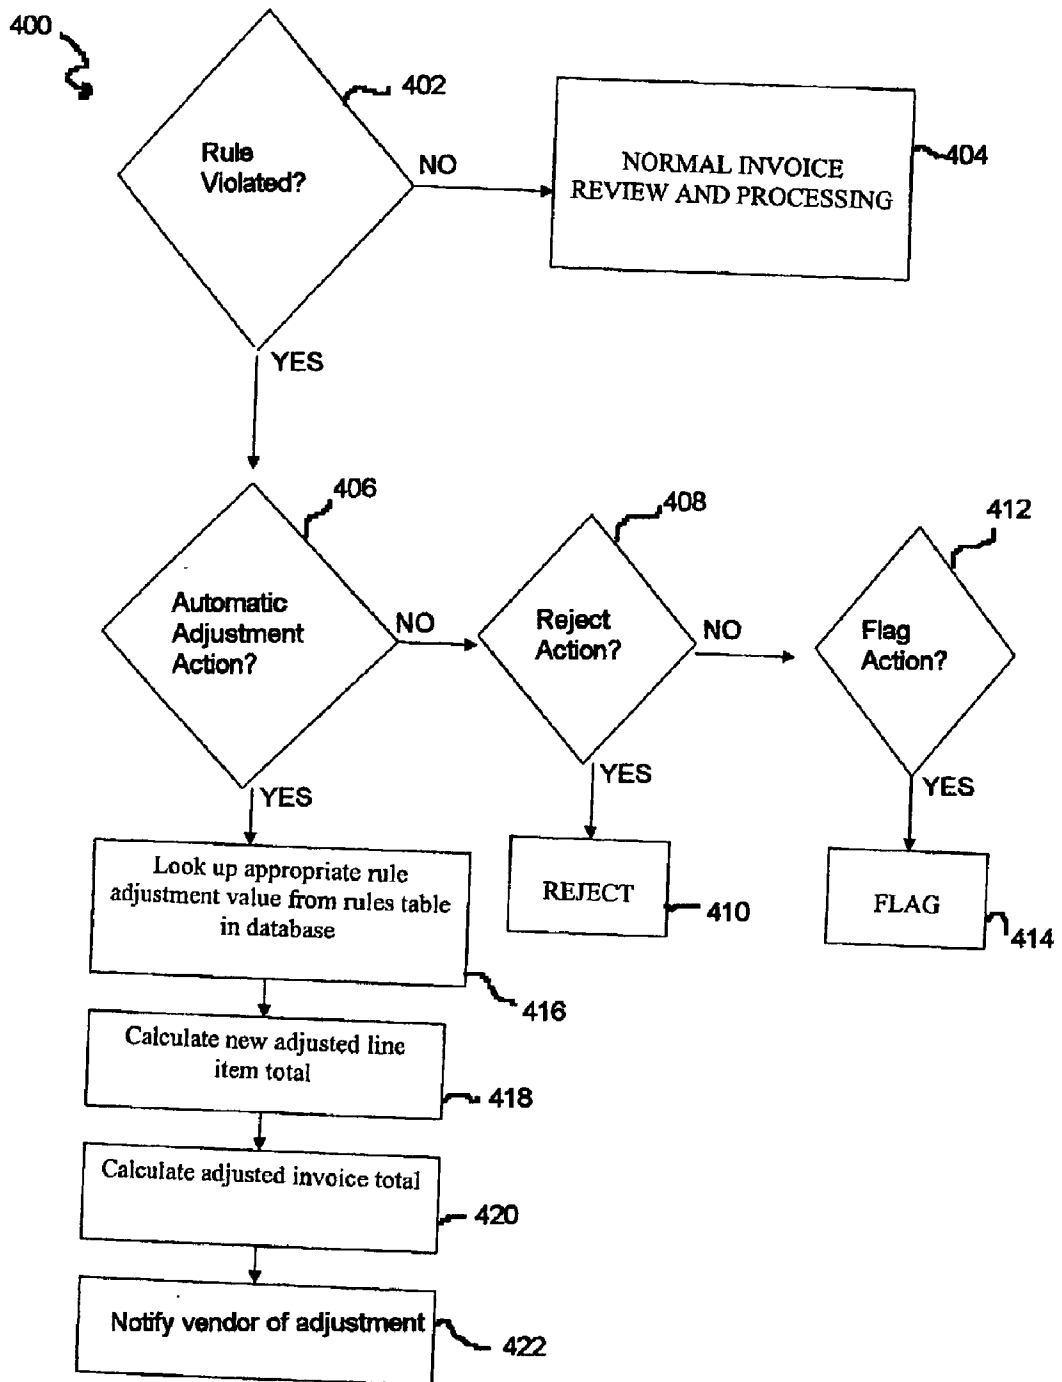 400
402
Rule
Violated?
NO
NORMAL INVOICE
REVIEW AND PROCESSING
404
YES
406
Automatic
Adjustment
Action?
NO
408
Reject
Action?
NO
412
Flag
Action?
YES
YES
YES
Look up appropriate rule
adjustment value from rules table
in database
416
REJECT
410
FLAG
414
Calculate new adjusted line
item total
418
Calculate adjusted invoice total
420
Notify vendor of adjustment
422